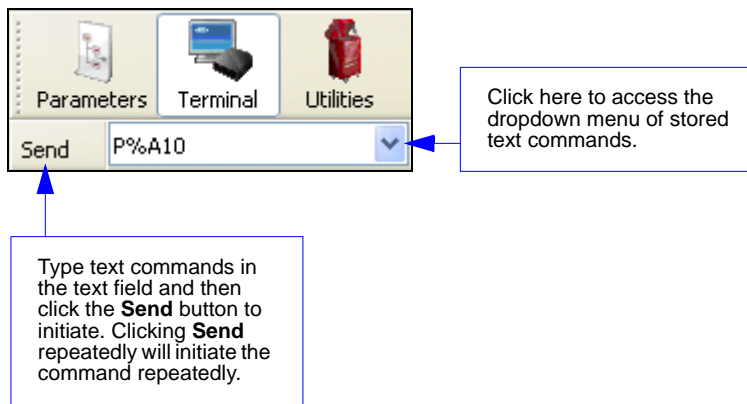 Parameters Terminal Utilities
Send P%A10
Click here to access the
dropdown menu of stored
text commands.
Type text commands in
the text field and then
click the Send button to
initiate. Clicking Send
repeatedly will initiate the
command repeatedly.